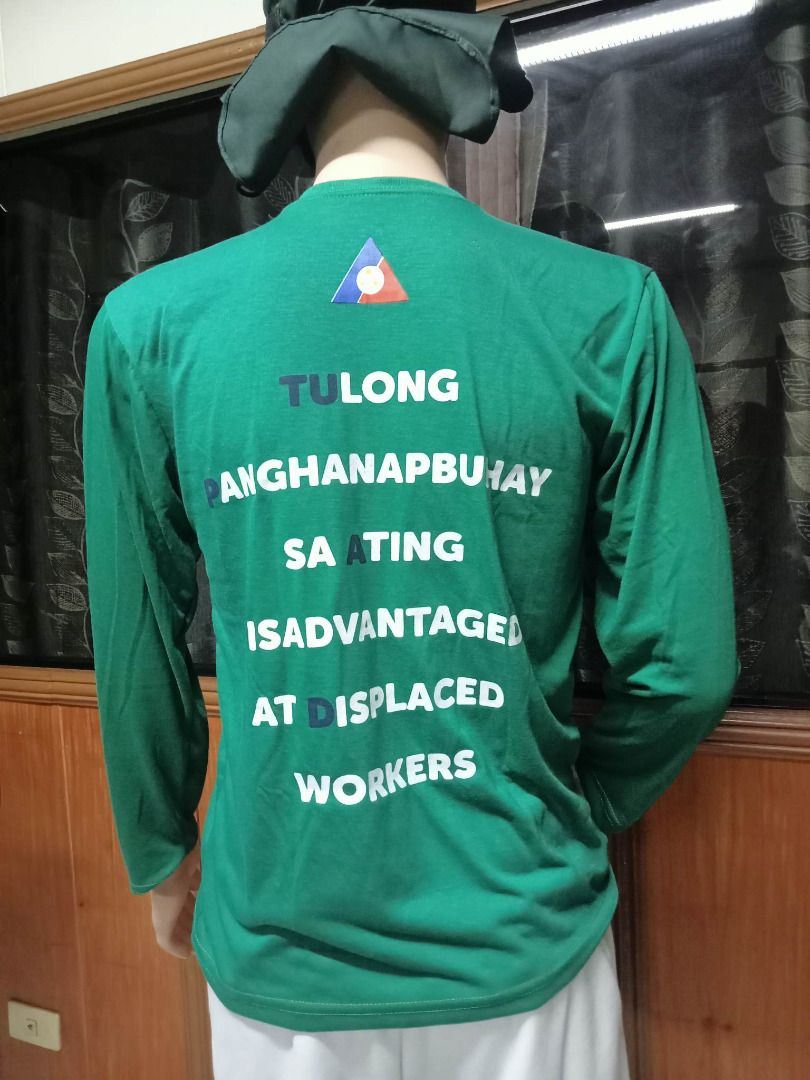 TULONG
PANGHANAPBUHAY
SA ATING
ISADVANTAGED
AT DISPLACED
WORKERS